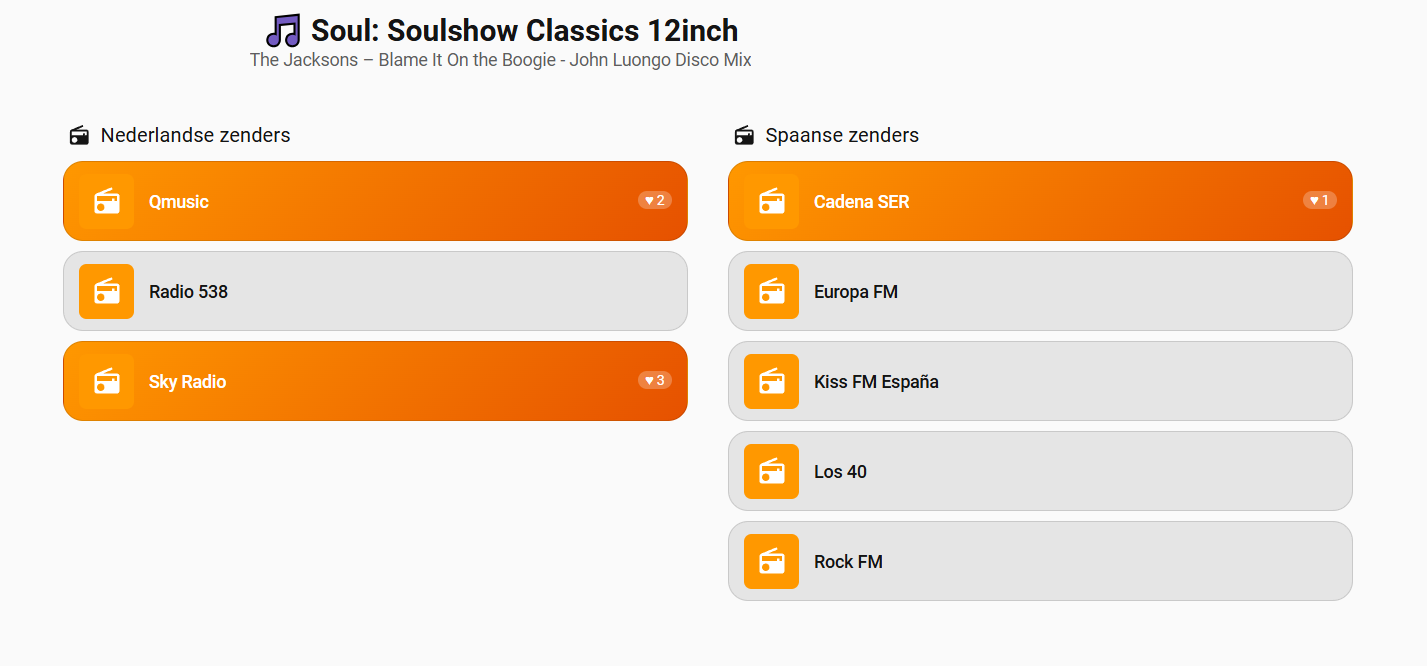 Soul: Soulshow Classics 12inch
The Jacksons – Blame It On the Boogie - John Luongo Disco Mix
Nederlandse zenders
Qmusic ♥ 2
Radio 538
Sky Radio ♥ 3
Spaanse zenders
Cadena SER ♥ 1
Europa FM
Kiss FM España
Los 40
Rock FM